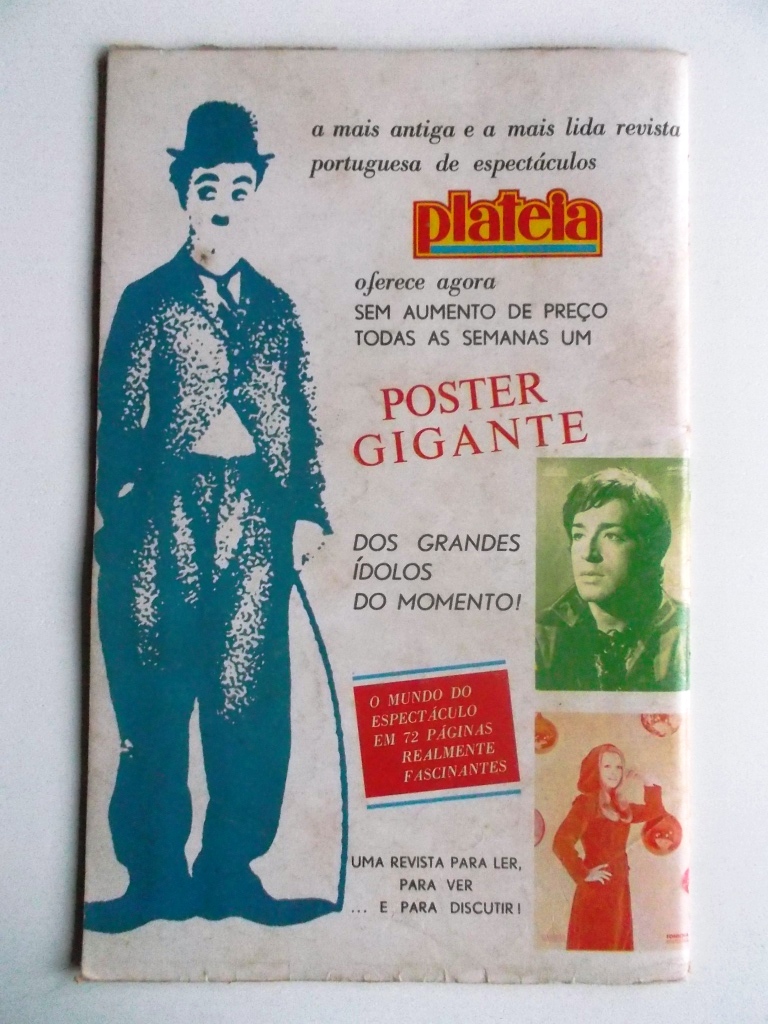 a mais antiga e a mais lida revista
portuguesa de espectáculos
plateia
oferece agora
SEM AUMENTO DE PREÇO
TODAS AS SEMANAS UM
POSTER
GIGANTE
DOS GRANDES
ÍDOLOS
DO MOMENTO!
O MUNDO DO
ESPECTÁCULO
EM 72 PÁGINAS
REALMENTE
FASCINANTES
UMA REVISTA PARA LER,
PARA VER
... E PARA DISCUTIR!